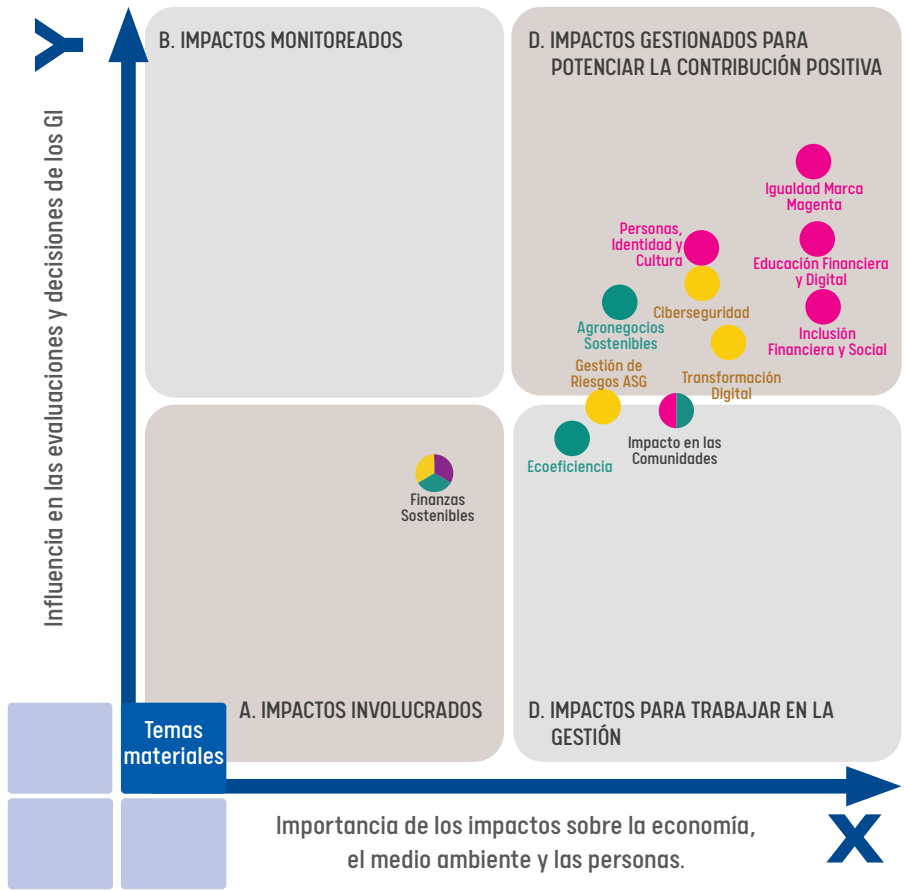 Y
Influencia en las evaluaciones y decisiones de los GI
B. IMPACTOS MONITOREADOS
D. IMPACTOS GESTIONADOS PARA
POTENCIAR LA CONTRIBUCIÓN POSITIVA
Igualdad Marca
Magenta
Personas,
Identidad y
Cultura
Educación Financiera
y Digital
Ciberseguridad
Agronegocios
Sostenibles
Inclusión
Financiera y Social
Gestión de
Riesgos ASG
Transformación
Digital
Impacto en las
Comunidades
Ecoeficiencia
Finanzas
Sostenibles
A. IMPACTOS INVOLUCRADOS
D. IMPACTOS PARA TRABAJAR EN LA
GESTIÓN
Temas
materiales
Importancia de los impactos sobre la economía,
el medio ambiente y las personas.
X